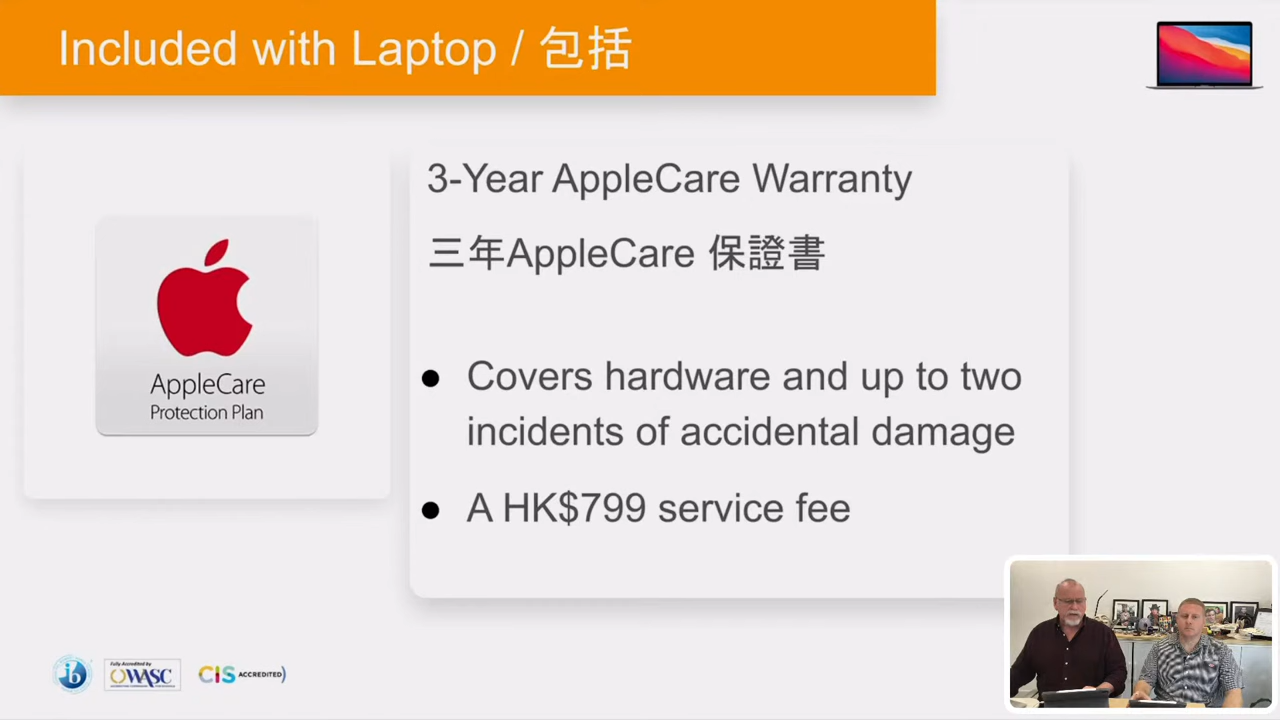 Included with Laptop / 包括
3-Year AppleCare Warranty
三年AppleCare 保證書
AppleCare
Protection Plan
● Covers hardware and up to two
incidents of accidental damage
● A HK$799 service fee
Fully Accredited by
WASC
CIS ACCREDITED